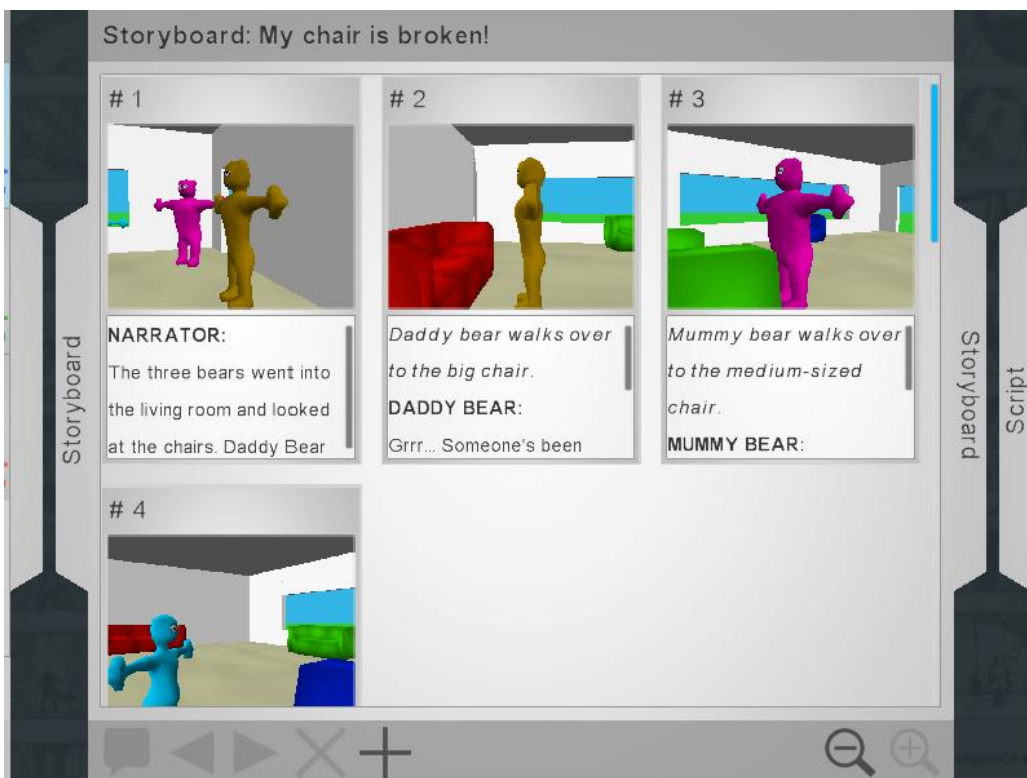 Storyboard: My chair is broken!
# 1
# 2
# 3
NARRATOR:
The three bears went into
the living room and looked
at the chairs. Daddy Bear
Daddy bear walks over
to the big chair.
DADDY BEAR:
Grrr... Someone's been
Mummy bear walks over
to the medium-sized
chair.
MUMMY BEAR:
# 4
Storyboard
Storyboard
Script
sequence